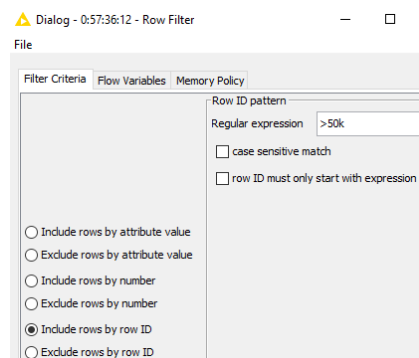 Dialog - 0:57:36:12 - Row Filter
File
Filter Criteria Flow Variables Memory Policy
Row ID pattern
Regular expression >50k
case sensitive match
row ID must only start with expression
Include rows by attribute value
Exclude rows by attribute value
Include rows by number
Exclude rows by number
Include rows by row ID
Exclude rows by row ID